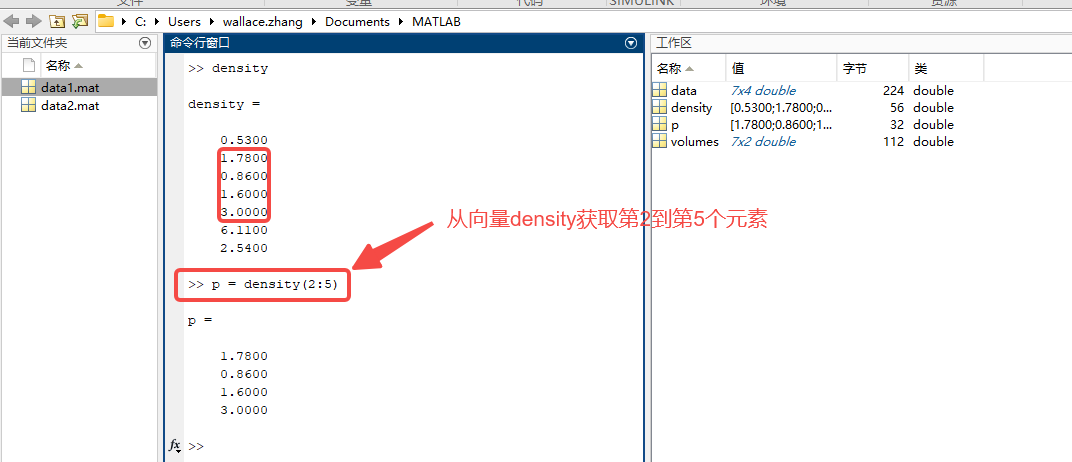 文件 变量 代码 SIMULINK 环境 资源
C: Users wallace.zhang Documents MATLAB
当前文件夹
名称
data1.mat
data2.mat
命令行窗口
>> density
density =
0.5300
1.7800
0.8600
1.6000
3.0000
6.1100
2.5400
从向量density获取第2到第5个元素
>> p = density(2:5)
p =
1.7800
0.8600
1.6000
3.0000
fx >>
工作区
名称 值 字节 类
data 7x4 double 224 double
density [0.5300;1.7800;0... 56 double
p [1.7800;0.8600;1... 32 double
volumes 7x2 double 112 double